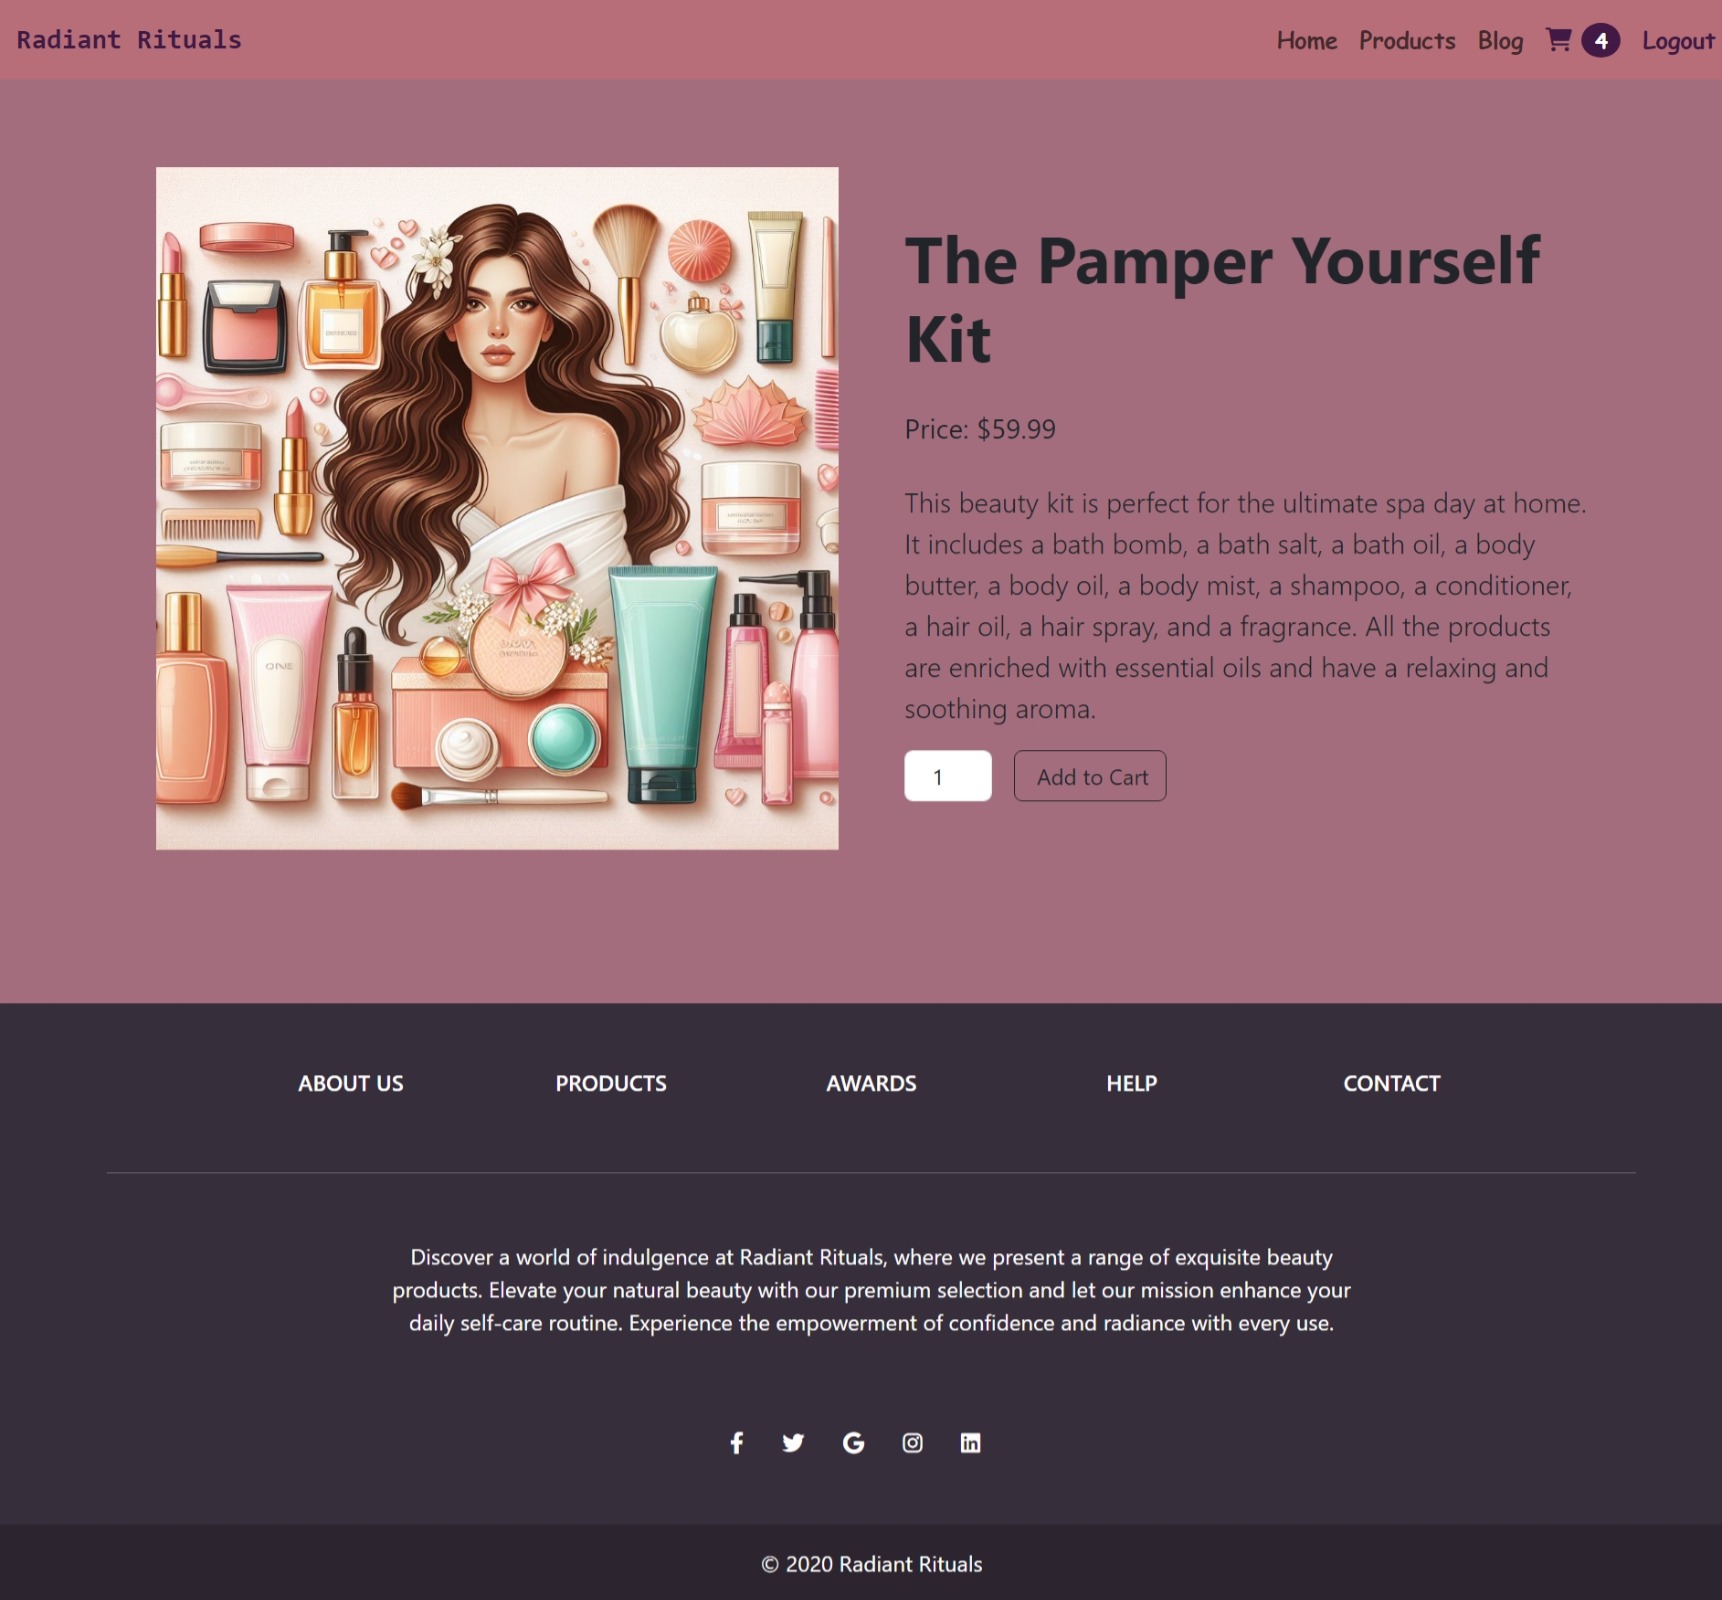 Radiant Rituals
Home Products Blog 4 Logout
The Pamper Yourself
Kit
Price: $59.99
This beauty kit is perfect for the ultimate spa day at home.
It includes a bath bomb, a bath salt, a bath oil, a body
butter, a body oil, a body mist, a shampoo, a conditioner,
a hair oil, a hair spray, and a fragrance. All the products
are enriched with essential oils and have a relaxing and
soothing aroma.
1 Add to Cart
ONE
ABOUT US PRODUCTS AWARDS HELP CONTACT
Discover a world of indulgence at Radiant Rituals, where we present a range of exquisite beauty
products. Elevate your natural beauty with our premium selection and let our mission enhance your
daily self-care routine. Experience the empowerment of confidence and radiance with every use.
© 2020 Radiant Rituals